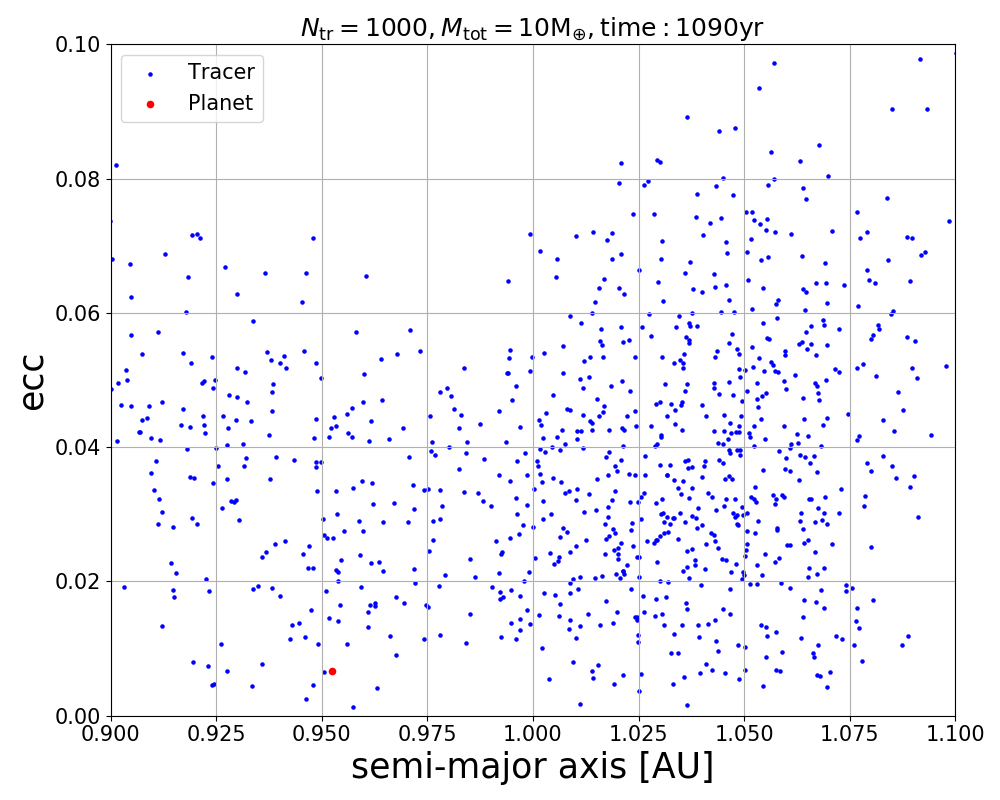 N_tr = 1000, M_tot = 10M_⊕, time : 1090yr
Tracer
Planet
ecc
0.10
0.08
0.06
0.04
0.02
0.00
0.900 0.925 0.950 0.975 1.000 1.025 1.050 1.075 1.100
semi-major axis [AU]